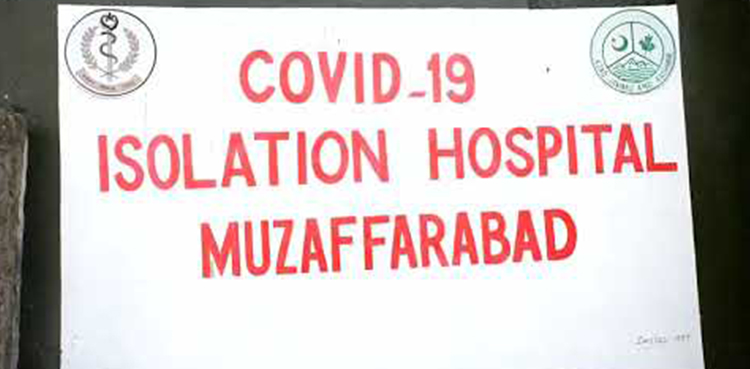 COVID-19
ISOLATION HOSPITAL
MUZAFFARABAD